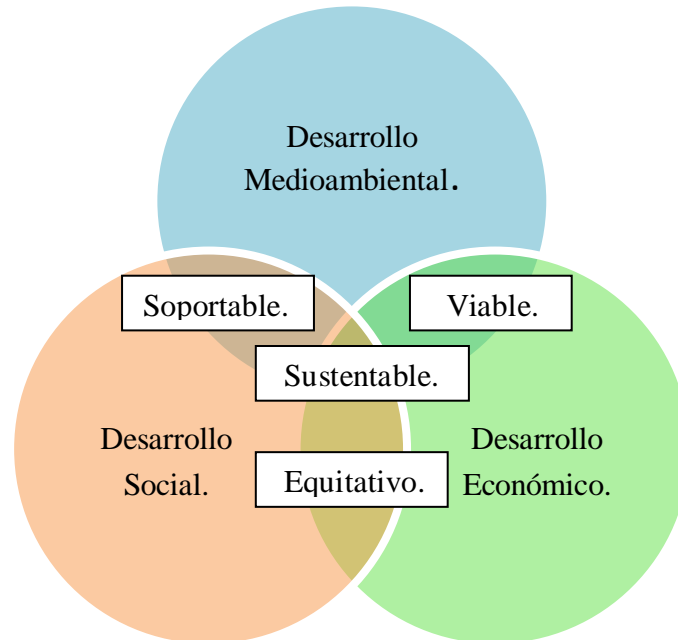 Desarrollo
Medioambiental.
Soportable.
Viable.
Sustentable.
Desarrollo
Social.
Desarrollo
Económico.
Equitativo.